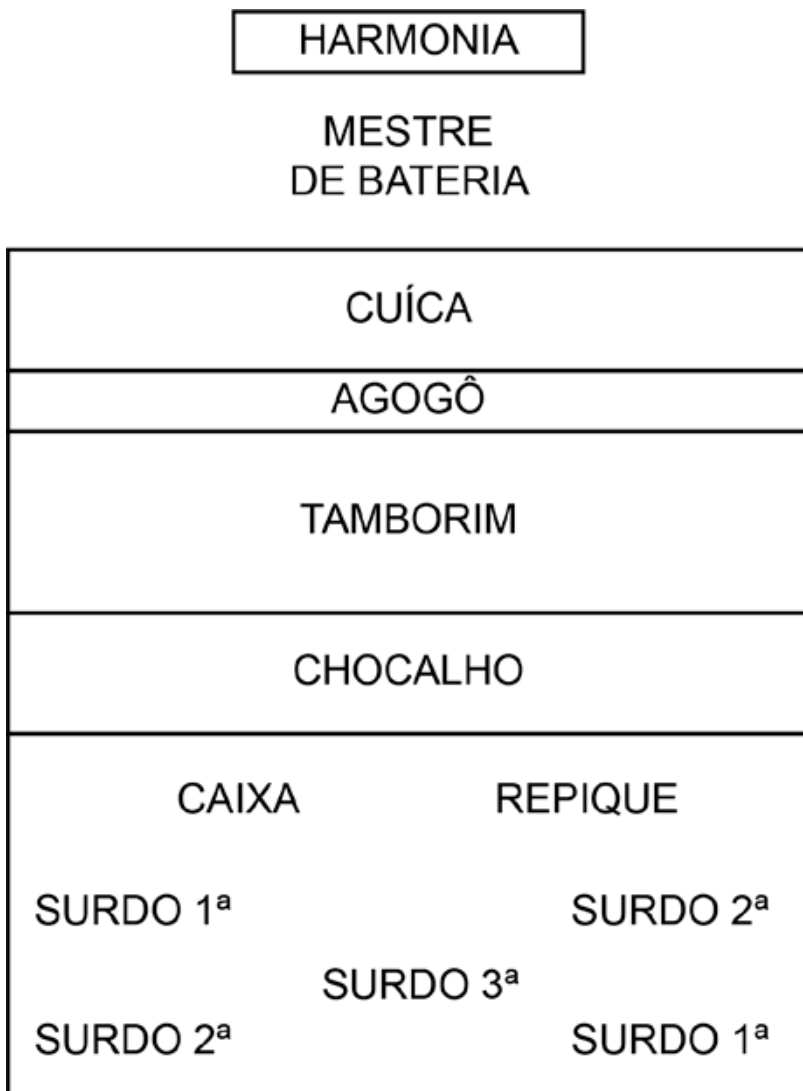 HARMONIA
MESTRE
DE BATERIA
CUÍCA
AGOGÔ
TAMBORIM
CHOCALHO
CAIXA REPIQUE
SURDO 1ª SURDO 2ª
SURDO 3ª
SURDO 2ª SURDO 1ª